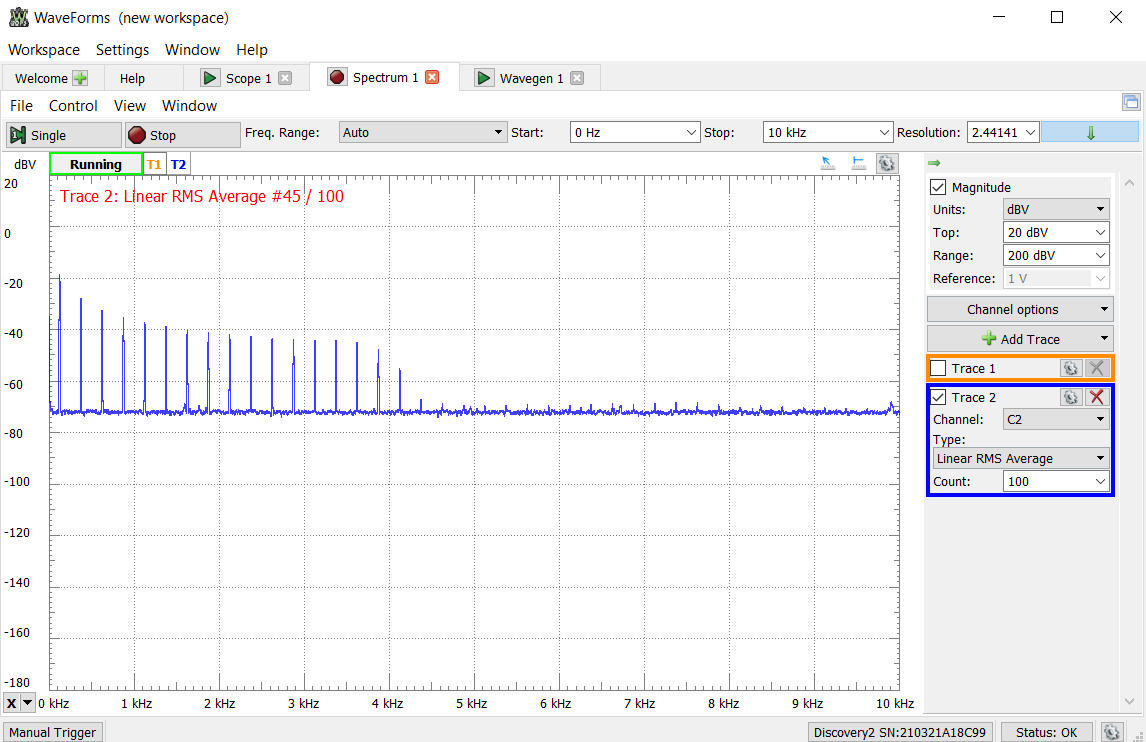 WaveForms (new workspace)
Workspace Settings Window Help
Welcome Help Scope 1 Spectrum 1 Wavegen 1
File Control View Window
Single Stop Freq. Range: Auto Start: 0 Hz Stop: 10 kHz Resolution: 2.44141
dBV Running T1 T2
Trace 2: Linear RMS Average #45 / 100
20
0
-20
-40
-60
-80
-100
-120
-140
-160
-180
X 0 kHz 1 kHz 2 kHz 3 kHz 4 kHz 5 kHz 6 kHz 7 kHz 8 kHz 9 kHz 10 kHz
Magnitude
Units: dBV
Top: 20 dBV
Range: 200 dBV
Reference: 1 V
Channel options
Add Trace
Trace 1
Trace 2
Channel: C2
Type:
Linear RMS Average
Count: 100
Manual Trigger Discovery2 SN:210321A18C99 Status: OK